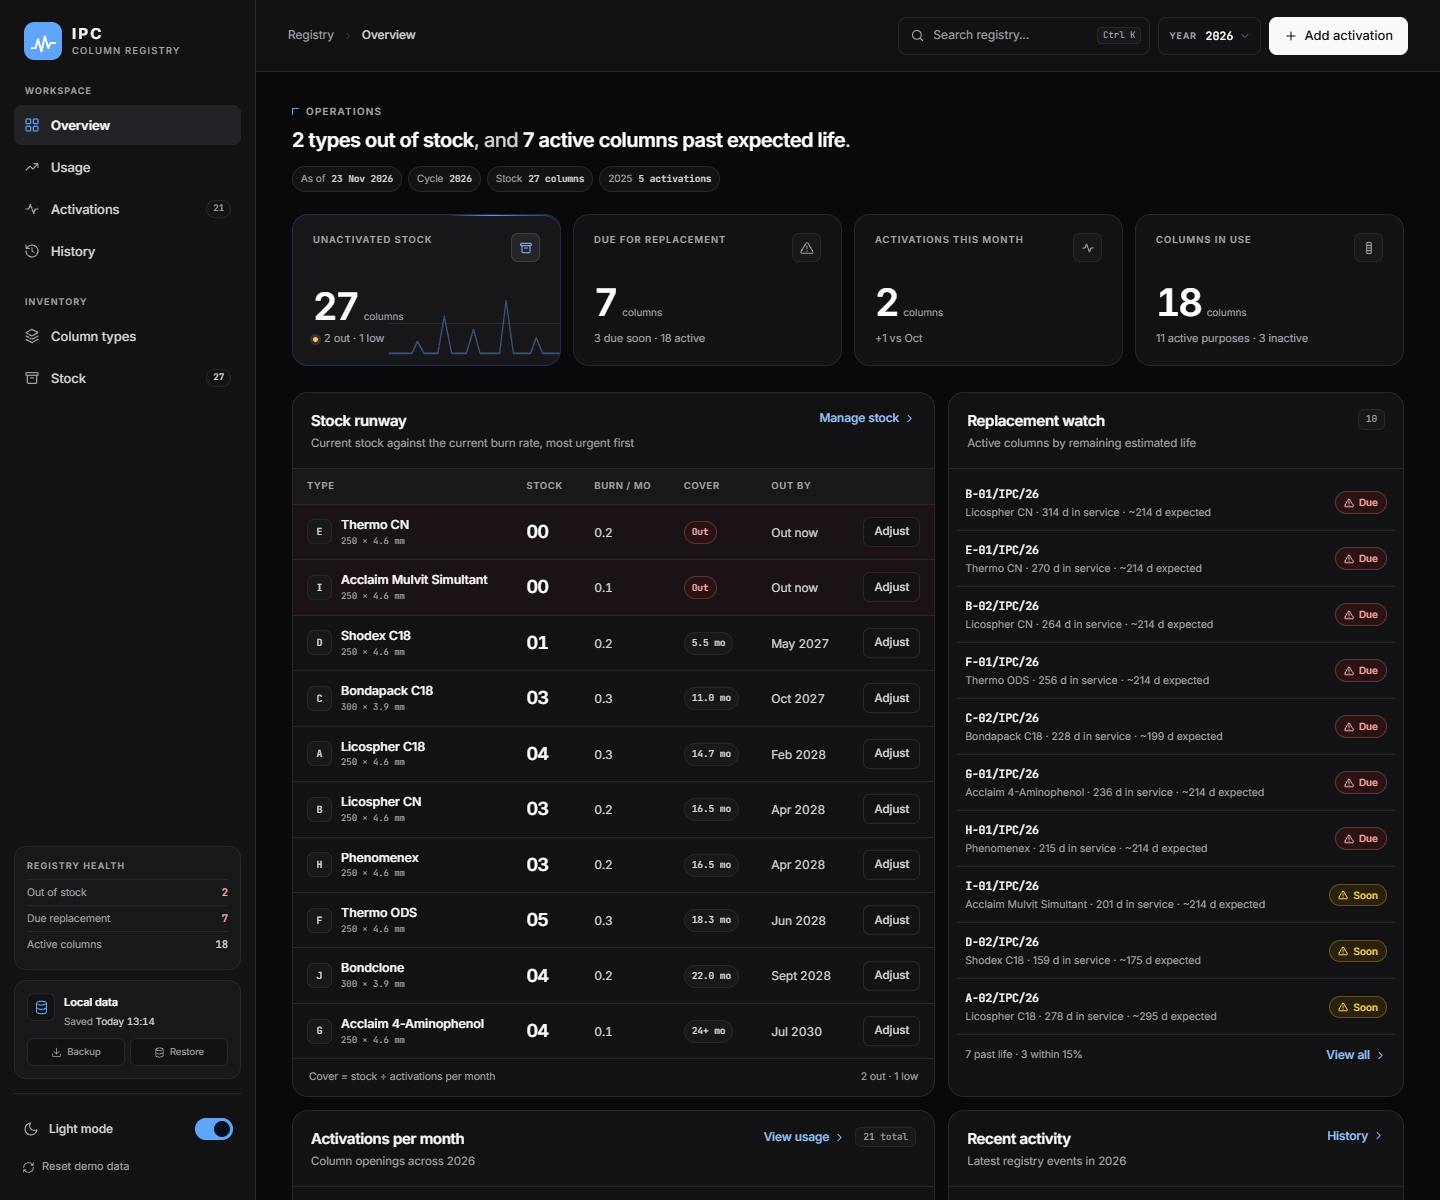 IPC
COLUMN REGISTRY
WORKSPACE
Overview
Usage
Activations 21
History
INVENTORY
Column types
Stock 27
REGISTRY HEALTH
Out of stock 2
Due replacement 7
Active columns 18
Local data
Saved Today 13:14
Backup Restore
Light mode
Reset demo data
Registry Overview
Search registry... Ctrl K
YEAR 2026
Add activation
OPERATIONS
2 types out of stock, and 7 active columns past expected life.
As of 23 Nov 2026 Cycle 2026 Stock 27 columns 2025 5 activations
UNACTIVATED STOCK
27 columns
2 out · 1 low
DUE FOR REPLACEMENT
7 columns
3 due soon · 18 active
ACTIVATIONS THIS MONTH
2 columns
+1 vs Oct
COLUMNS IN USE
18 columns
11 active purposes · 3 inactive
Stock runway
Manage stock
Current stock against the current burn rate, most urgent first
TYPE STOCK BURN / MO COVER OUT BY
E Thermo CN 00 0.2 Out Out now Adjust
250 × 4.6 mm
I Acclaim Mulvit Simultant 00 0.1 Out Out now Adjust
250 × 4.6 mm
D Shodex C18 01 0.2 5.5 mo May 2027 Adjust
250 × 4.6 mm
C Bondapack C18 03 0.3 11.0 mo Oct 2027 Adjust
300 × 3.9 mm
A Licospher C18 04 0.3 14.7 mo Feb 2028 Adjust
250 × 4.6 mm
B Licospher CN 03 0.2 16.5 mo Apr 2028 Adjust
250 × 4.6 mm
H Phenomenex 03 0.2 16.5 mo Apr 2028 Adjust
250 × 4.6 mm
F Thermo ODS 05 0.3 18.3 mo Jun 2028 Adjust
250 × 4.6 mm
J Bondclone 04 0.2 22.0 mo Sept 2028 Adjust
300 × 3.9 mm
G Acclaim 4-Aminophenol 04 0.1 24+ mo Jul 2030 Adjust
250 × 4.6 mm
Cover = stock ÷ activations per month 2 out · 1 low
Replacement watch 10
Active columns by remaining estimated life
B-01/IPC/26 Due
Licospher CN · 314 d in service · ~214 d expected
E-01/IPC/26 Due
Thermo CN · 270 d in service · ~214 d expected
B-02/IPC/26 Due
Licospher CN · 264 d in service · ~214 d expected
F-01/IPC/26 Due
Thermo ODS · 256 d in service · ~214 d expected
C-02/IPC/26 Due
Bondapack C18 · 228 d in service · ~199 d expected
G-01/IPC/26 Due
Acclaim 4-Aminophenol · 236 d in service · ~214 d expected
H-01/IPC/26 Due
Phenomenex · 215 d in service · ~214 d expected
I-01/IPC/26 Soon
Acclaim Mulvit Simultant · 201 d in service · ~214 d expected
D-02/IPC/26 Soon
Shodex C18 · 159 d in service · ~175 d expected
A-02/IPC/26 Soon
Licospher C18 · 278 d in service · ~295 d expected
7 past life · 3 within 15% View all
Activations per month View usage 21 total
Column openings across 2026
Recent activity History
Latest registry events in 2026